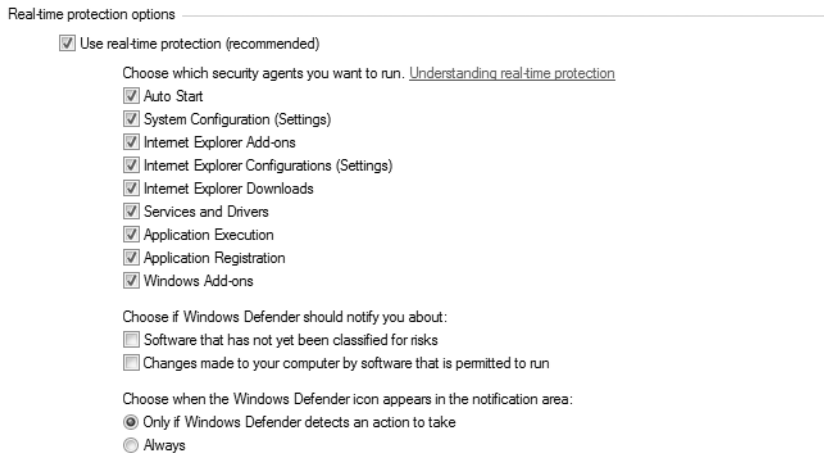 Real-time protection options
Use real-time protection (recommended)
Choose which security agents you want to run. Understanding real-time protection
Auto Start
System Configuration (Settings)
Internet Explorer Add-ons
Internet Explorer Configurations (Settings)
Internet Explorer Downloads
Services and Drivers
Application Execution
Application Registration
Windows Add-ons
Choose if Windows Defender should notify you about:
Software that has not yet been classified for risks
Changes made to your computer by software that is permitted to run
Choose when the Windows Defender icon appears in the notification area:
Only if Windows Defender detects an action to take
Always